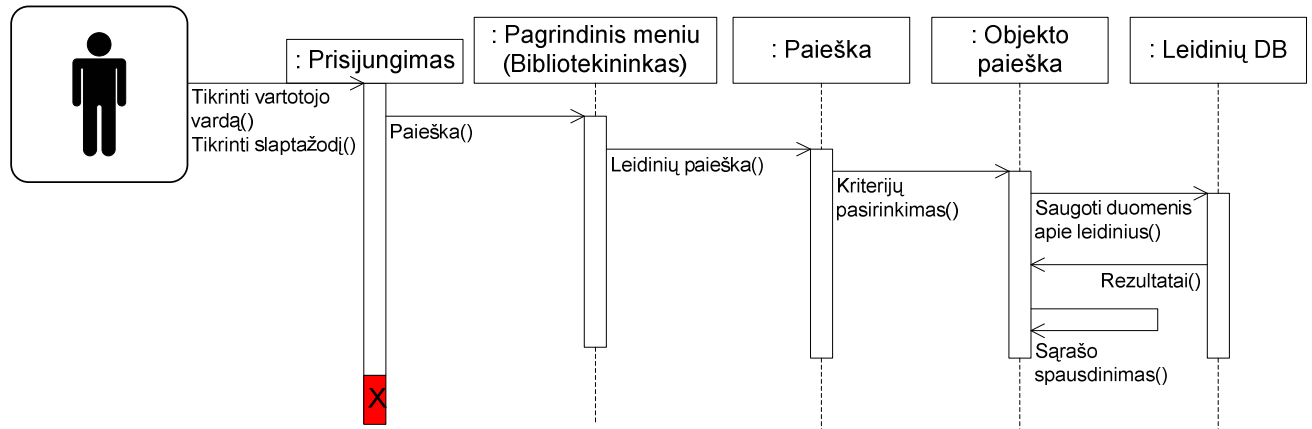 : Prisijungimas
: Pagrindinis meniu
(Bibliotekininkas)
: Paieška
: Objekto
paieška
: Leidinių DB
Tikrinti vartotojo
vardą()
Tikrinti slaptažodį()
Paieška()
Leidinių paieška()
Kriterijų
pasirinkimas()
Saugoti duomenis
apie leidinius()
Rezultatai()
Sąrašo
spausdinimas()
X